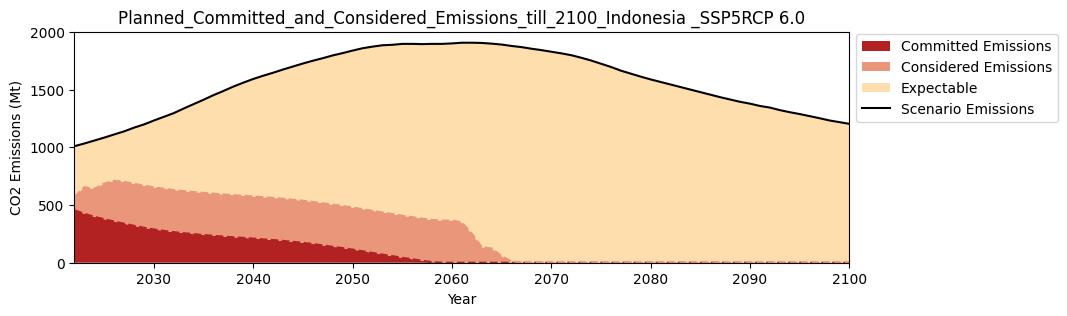 Planned_Committed_and_Considered_Emissions_till_2100_Indonesia _SSP5RCP 6.0
2000
1500
1000
500
0
CO2 Emissions (Mt)
2030 2040 2050 2060 2070 2080 2090 2100
Year
Committed Emissions
Considered Emissions
Expectable
Scenario Emissions